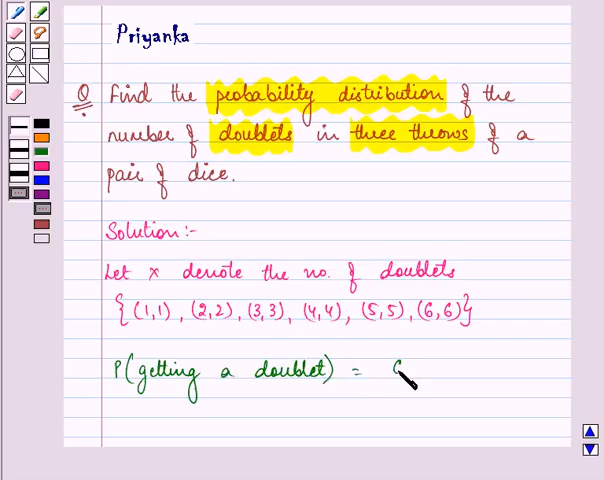 Priyanka
Q Find the probability distribution of the
number of doublets in three throws of a
pair of dice.
Solution:-
Let x denote the no. of doublets
{(1,1), (2,2), (3,3), (4,4), (5,5), (6,6)}
P(getting a doublet) =